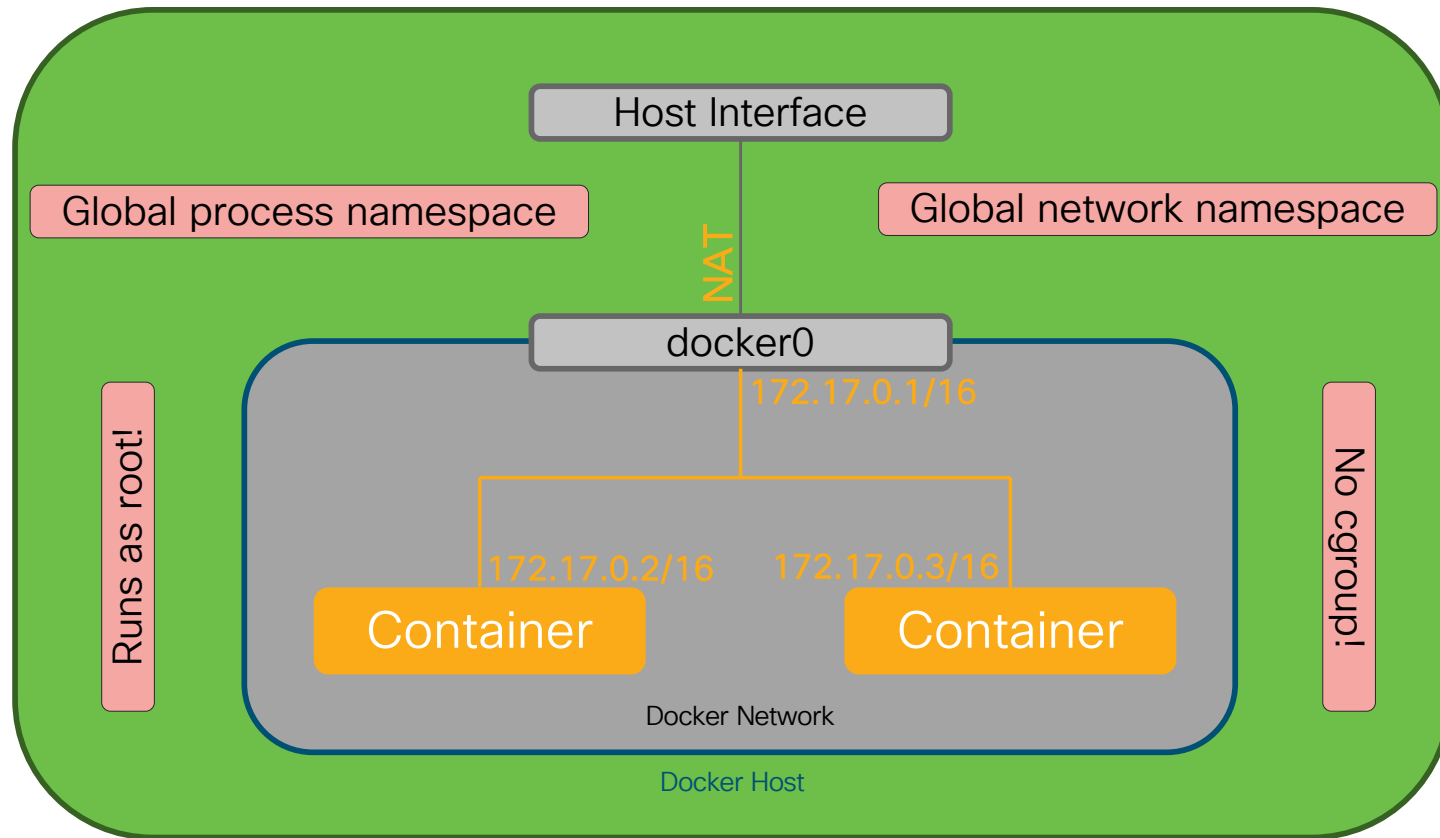 Host Interface
Global process namespace
Global network namespace
NAT
docker0
172.17.0.1/16
Runs as root!
No cgroup!
172.17.0.2/16
172.17.0.3/16
Container
Container
Docker Network
Docker Host